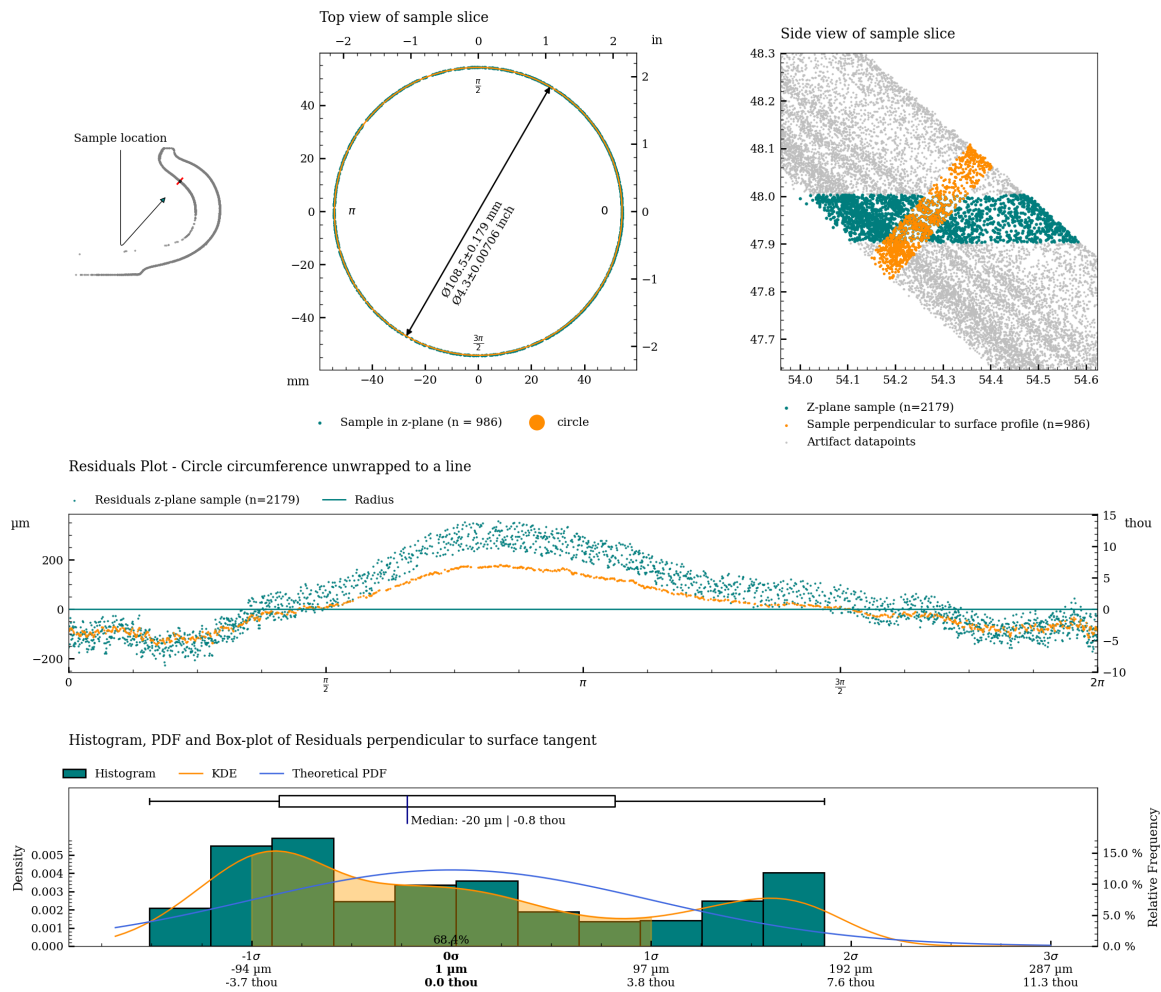 Top view of sample slice
−2 −1 0 1 2 in
Side view of sample slice
Sample location
40
20
0
−20
−40
2
1
0
−1
−2
π/2
π
0
3π/2
Ø108.5±0.179 mm
Ø4.3±0.00706 inch
mm
−40 −20 0 20 40
48.3
48.2
48.1
48.0
47.9
47.8
47.7
54.0 54.1 54.2 54.3 54.4 54.5 54.6
Sample in z-plane (n = 986) circle
Z-plane sample (n=2179)
Sample perpendicular to surface profile (n=986)
Artifact datapoints
Residuals Plot - Circle circumference unwrapped to a line
Residuals z-plane sample (n=2179) Radius
µm
200
0
−200
thou
15
10
5
0
−5
−10
0 π/2 π 3π/2 2π
Histogram, PDF and Box-plot of Residuals perpendicular to surface tangent
Histogram KDE Theoretical PDF
Median: -20 µm | -0.8 thou
Density
0.005
0.004
0.003
0.002
0.001
0.000
Relative Frequency
15.0 %
10.0 %
5.0 %
0.0 %
68.4%
-1σ 0σ 1σ 2σ 3σ
-94 µm 1 µm 97 µm 192 µm 287 µm
-3.7 thou 0.0 thou 3.8 thou 7.6 thou 11.3 thou